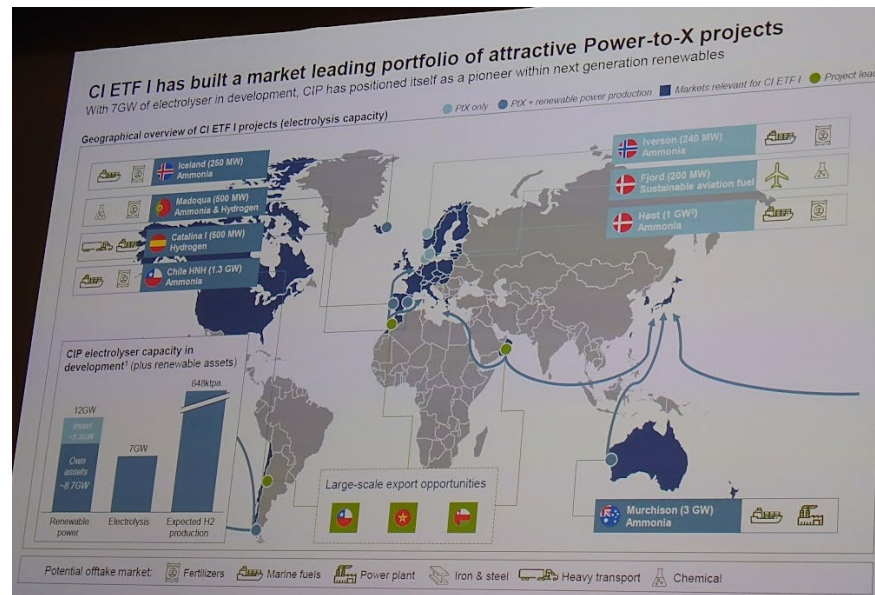 CI ETF I has built a market leading portfolio of attractive Power-to-X projects
With 7GW of electrolyser in development, CIP has positioned itself as a pioneer within next generation renewables
PtX only
PtX + renewable power production
Markets relevant for CI ETF I
Project lea
Geographical overview of CI ETF I projects (electrolysis capacity)
Iceland (250 MW)
Ammonia
Madoqua (500 MW)
Ammonia & Hydrogen
Catalina I (500 MW)
Hydrogen
Chile HNH (1.3 GW)
Ammonia
Iverson (240 MW)
Ammonia
Fjord (200 MW)
Sustainable aviation fuel
Høst (1 GW²)
Ammonia
CIP electrolyser capacity in
development¹ (plus renewable assets)
12GW
Import
~3.3GW
Own
assets
~8.7GW
7GW
648ktpa
Renewable
power
Electrolysis
Expected H2
production
Large-scale export opportunities
Murchison (3 GW)
Ammonia
Potential offtake market:
Fertilizers
Marine fuels
Power plant
Iron & steel
Heavy transport
Chemical